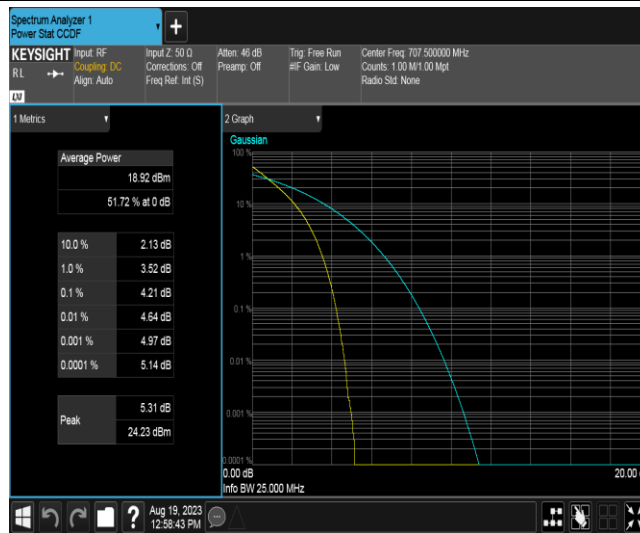 Spectrum Analyzer 1
Power Stat CCDF
+
KEYSIGHT
RL
Input: RF
Coupling: DC
Align: Auto
Input Z: 50 Ω
Corrections: Off
Freq Ref: Int (S)
Atten: 46 dB
Preamp: Off
Trig: Free Run
#IF Gain: Low
Center Freq: 707.500000 MHz
Counts: 1.00 M/1.00 Mpt
Radio Std: None
LXI
1 Metrics
Average Power
18.92 dBm
51.72 % at 0 dB
10.0 % 2.13 dB
1.0 % 3.52 dB
0.1 % 4.21 dB
0.01 % 4.64 dB
0.001 % 4.97 dB
0.0001 % 5.14 dB
Peak
5.31 dB
24.23 dBm
2 Graph
Gaussian
100 %
10 %
1 %
0.1 %
0.01 %
0.001 %
0.0001 %
0.00 dB
20.00
Info BW 25.000 MHz
?
Aug 19, 2023
12:58:43 PM